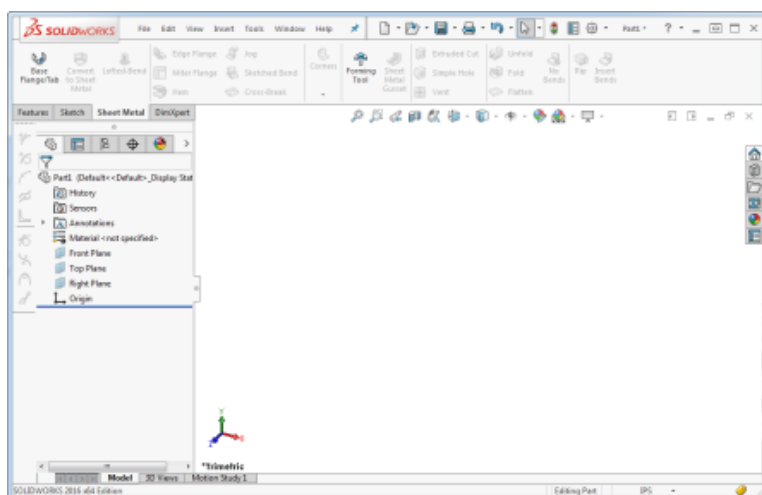 SOLIDWORKS File Edit View Insert Tools Window Help Part1 * ?
Base Flange/Tab
Convert to Sheet Metal
Lofted-Bend
Edge Flange
Miter Flange
Hem
Jog
Sketched Bend
Cross-Break
Corners
Forming Tool
Sheet Metal Gusset
Extruded Cut
Simple Hole
Vent
Unfold
Fold
Flatten
No Bends
Rip
Insert Bends
Features Sketch Sheet Metal DimXpert
Part1 (Default<<Default>_Display Stat
History
Sensors
Annotations
Material <not specified>
Front Plane
Top Plane
Right Plane
Origin
*Trimetric
Model 3D Views Motion Study 1
SOLIDWORKS 2016 x64 Edition Editing Part IPS